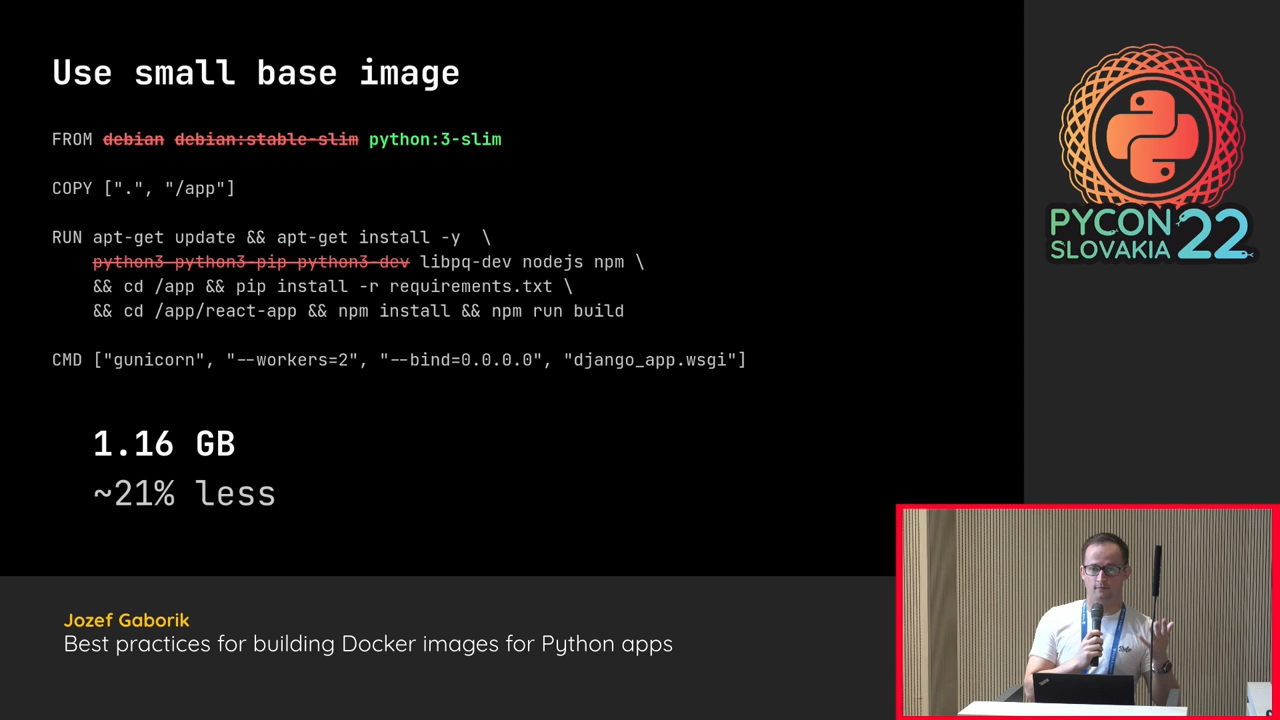 Use small base image
FROM debian debian:stable-slim python:3-slim
COPY [".", "/app"]
RUN apt-get update && apt-get install -y \
python3 python3-pip python3-dev libpq-dev nodejs npm \
&& cd /app && pip install -r requirements.txt \
&& cd /app/react-app && npm install && npm run build
CMD ["gunicorn", "--workers=2", "--bind=0.0.0.0", "django_app.wsgi"]
1.16 GB
~21% less
PYCON 22
SLOVAKIA
Jozef Gaborik
Best practices for building Docker images for Python apps